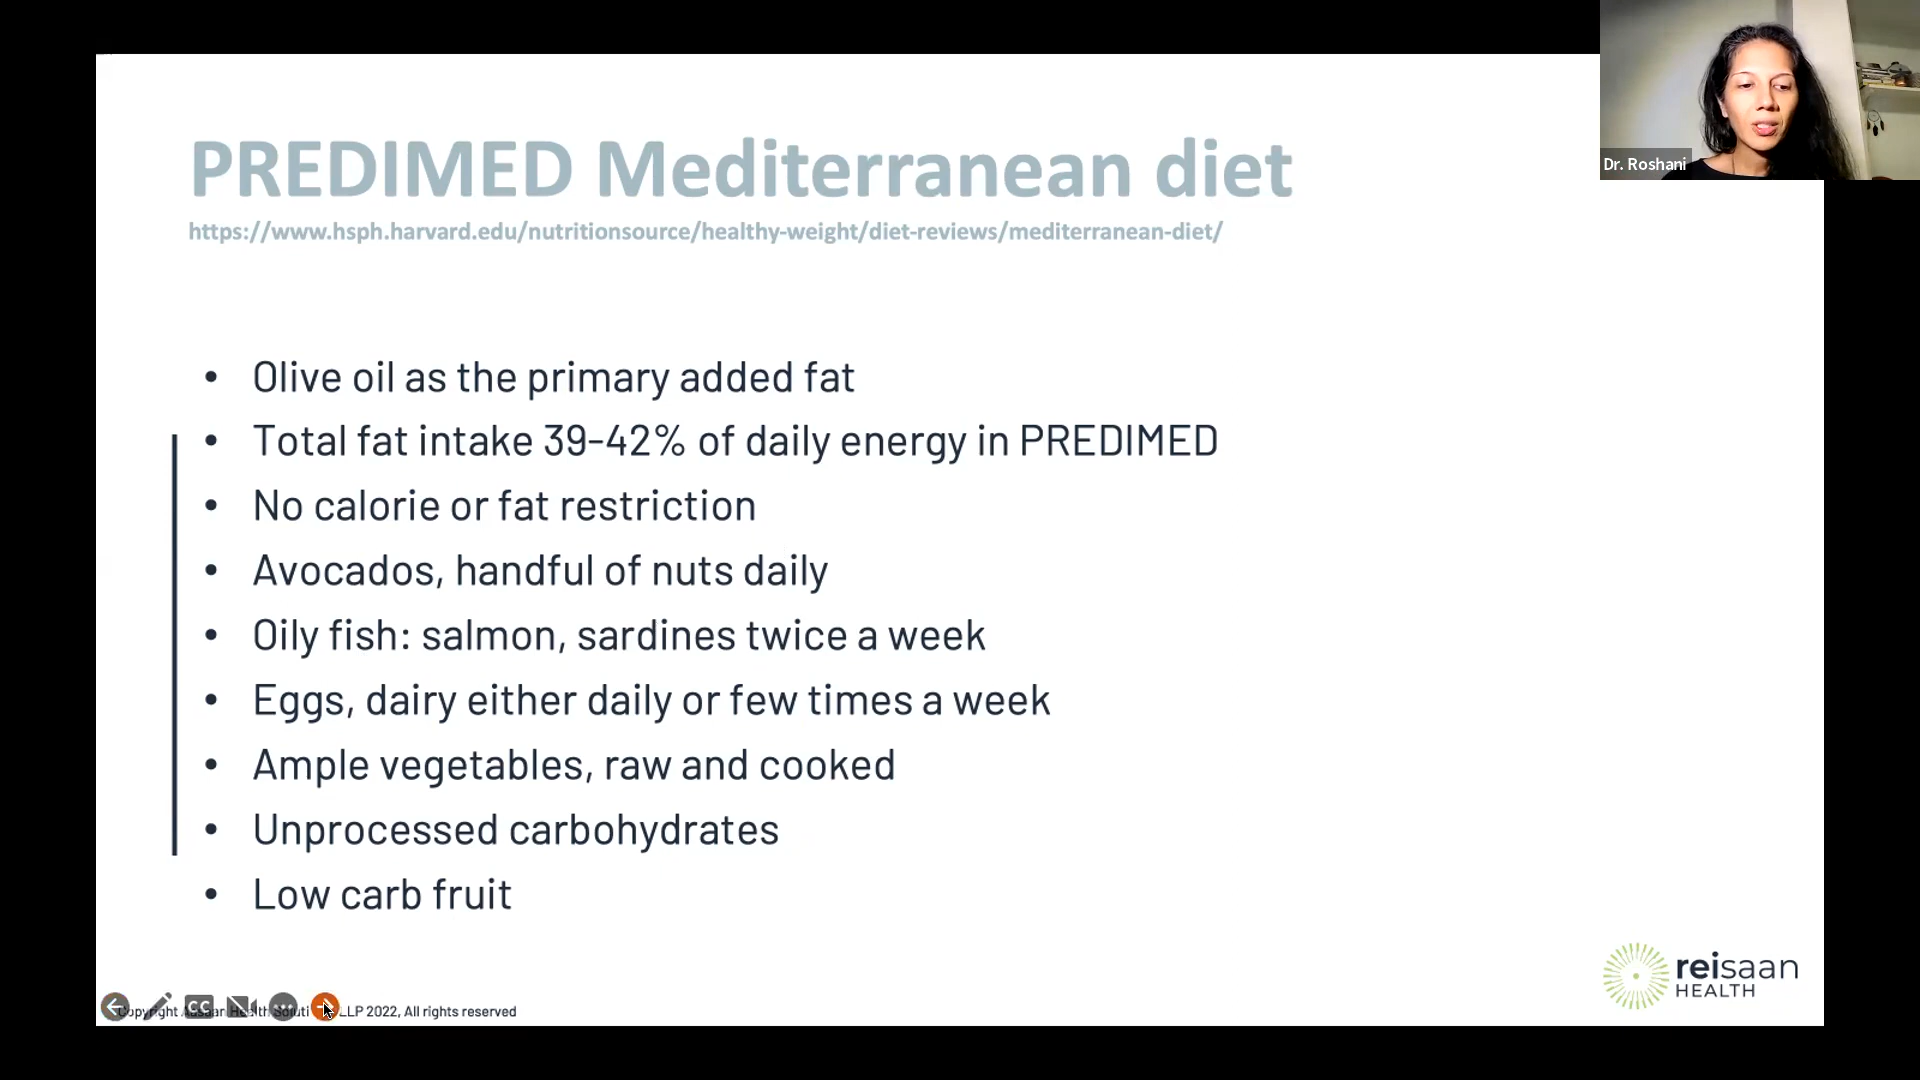 PREDIMED Mediterranean diet
https://www.hsph.harvard.edu/nutritionsource/healthy-weight/diet-reviews/mediterranean-diet/
Dr. Roshani
• Olive oil as the primary added fat
• Total fat intake 39-42% of daily energy in PREDIMED
• No calorie or fat restriction
• Avocados, handful of nuts daily
• Oily fish: salmon, sardines twice a week
• Eggs, dairy either daily or few times a week
• Ample vegetables, raw and cooked
• Unprocessed carbohydrates
• Low carb fruit
reisaan
HEALTH
CC
Copyright Health LLP 2022, All rights reserved